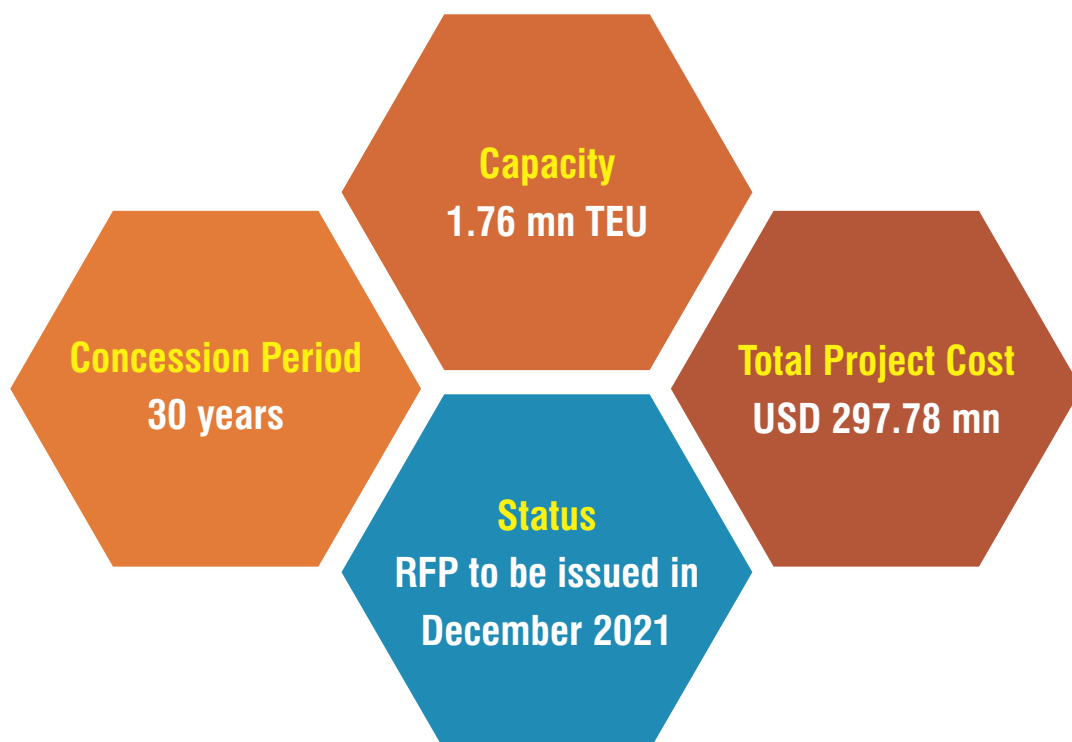 Capacity
1.76 mn TEU
Concession Period
30 years
Total Project Cost
USD 297.78 mn
Status
RFP to be issued in
December 2021